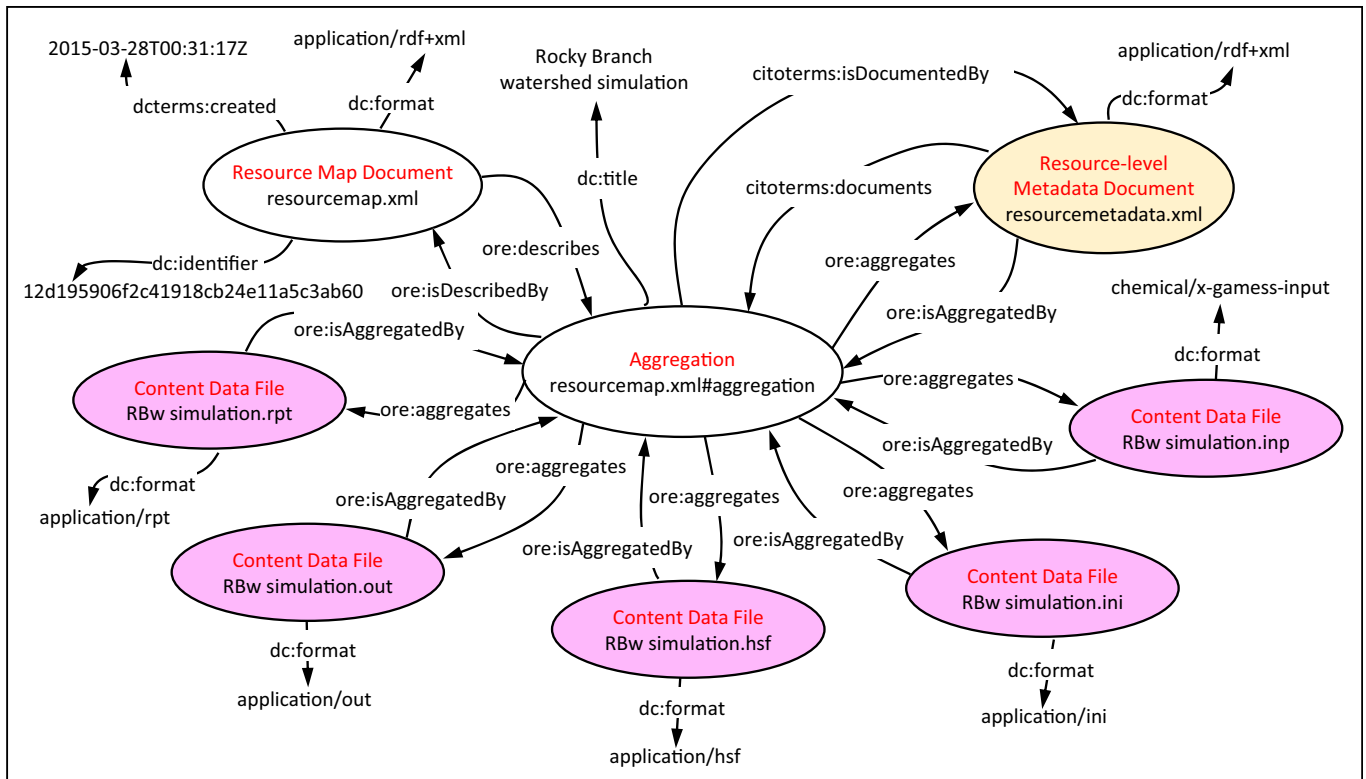 2015-03-28T00:31:17Z
application/rdf+xml
dcterms:created
dc:format
Resource Map Document
resourcemap.xml
dc:identifier
12d195906f2c41918cb24e11a5c3ab60
Rocky Branch
watershed simulation
dc:title
citoterms:isDocumentedBy
application/rdf+xml
dc:format
Resource-level
Metadata Document
resourcemetadata.xml
citoterms:documents
ore:describes
ore:isDescribedBy
ore:aggregates
ore:isAggregatedBy
chemical/x-gamess-input
dc:format
ore:isAggregatedBy
Aggregation
resourcemap.xml#aggregation
Content Data File
RBw simulation.rpt
ore:aggregates
dc:format
application/rpt
ore:aggregates
Content Data File
RBw simulation.inp
ore:isAggregatedBy
ore:aggregates
ore:isAggregatedBy
Content Data File
RBw simulation.out
dc:format
application/out
ore:aggregates
ore:isAggregatedBy
Content Data File
RBw simulation.hsf
dc:format
application/hsf
ore:aggregates
ore:isAggregatedBy
Content Data File
RBw simulation.ini
dc:format
application/ini